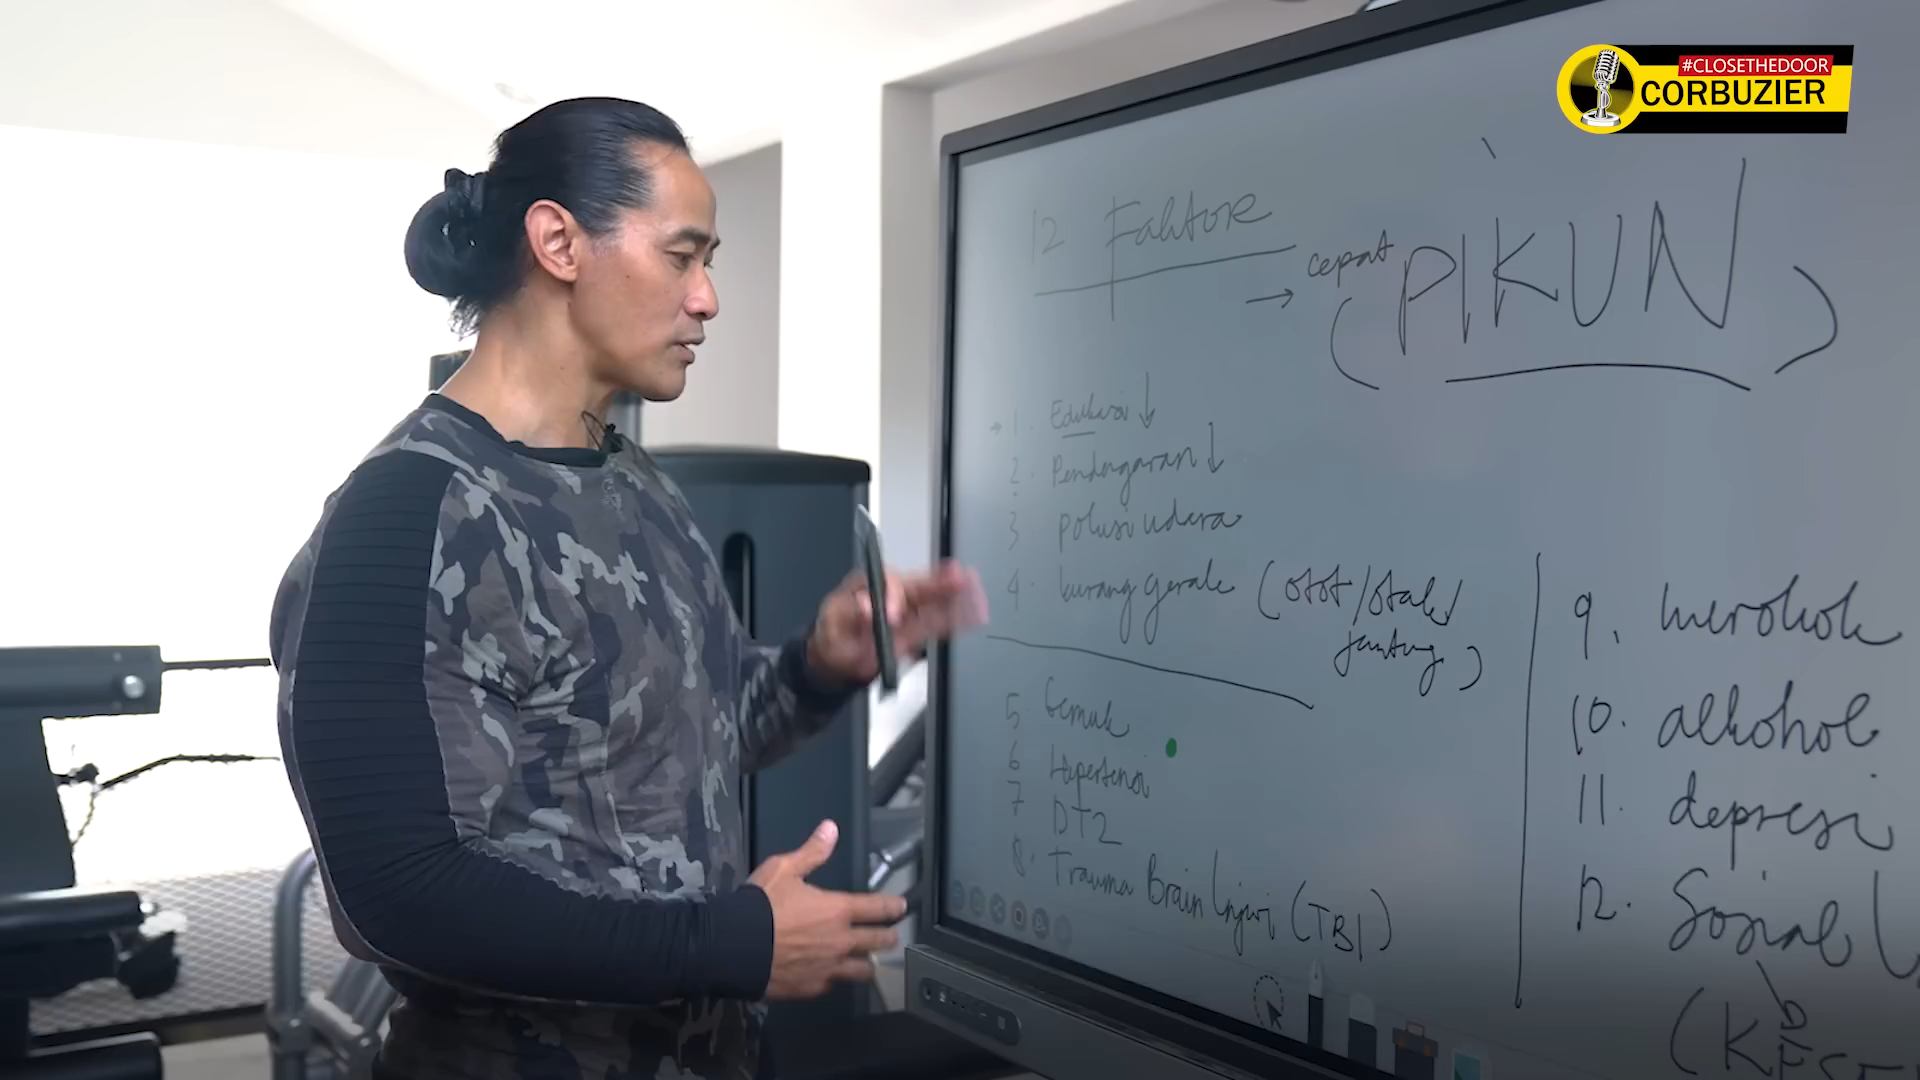 #CLOSETHEDOOR
CORBUZIER
12 Faktor
→ cepat (PIKUN)
→ 1. Edukasi ↓
2. Pendengaran ↓
3 polusi udara
4. kurang gerak (otot/otak/
jantung)
5 Gemuk
6 Hipertensi
7 DT2
8. Trauma Brain Injuri (TBI)
9. merokok
10. alkohol
11. depresi
12. Sosial